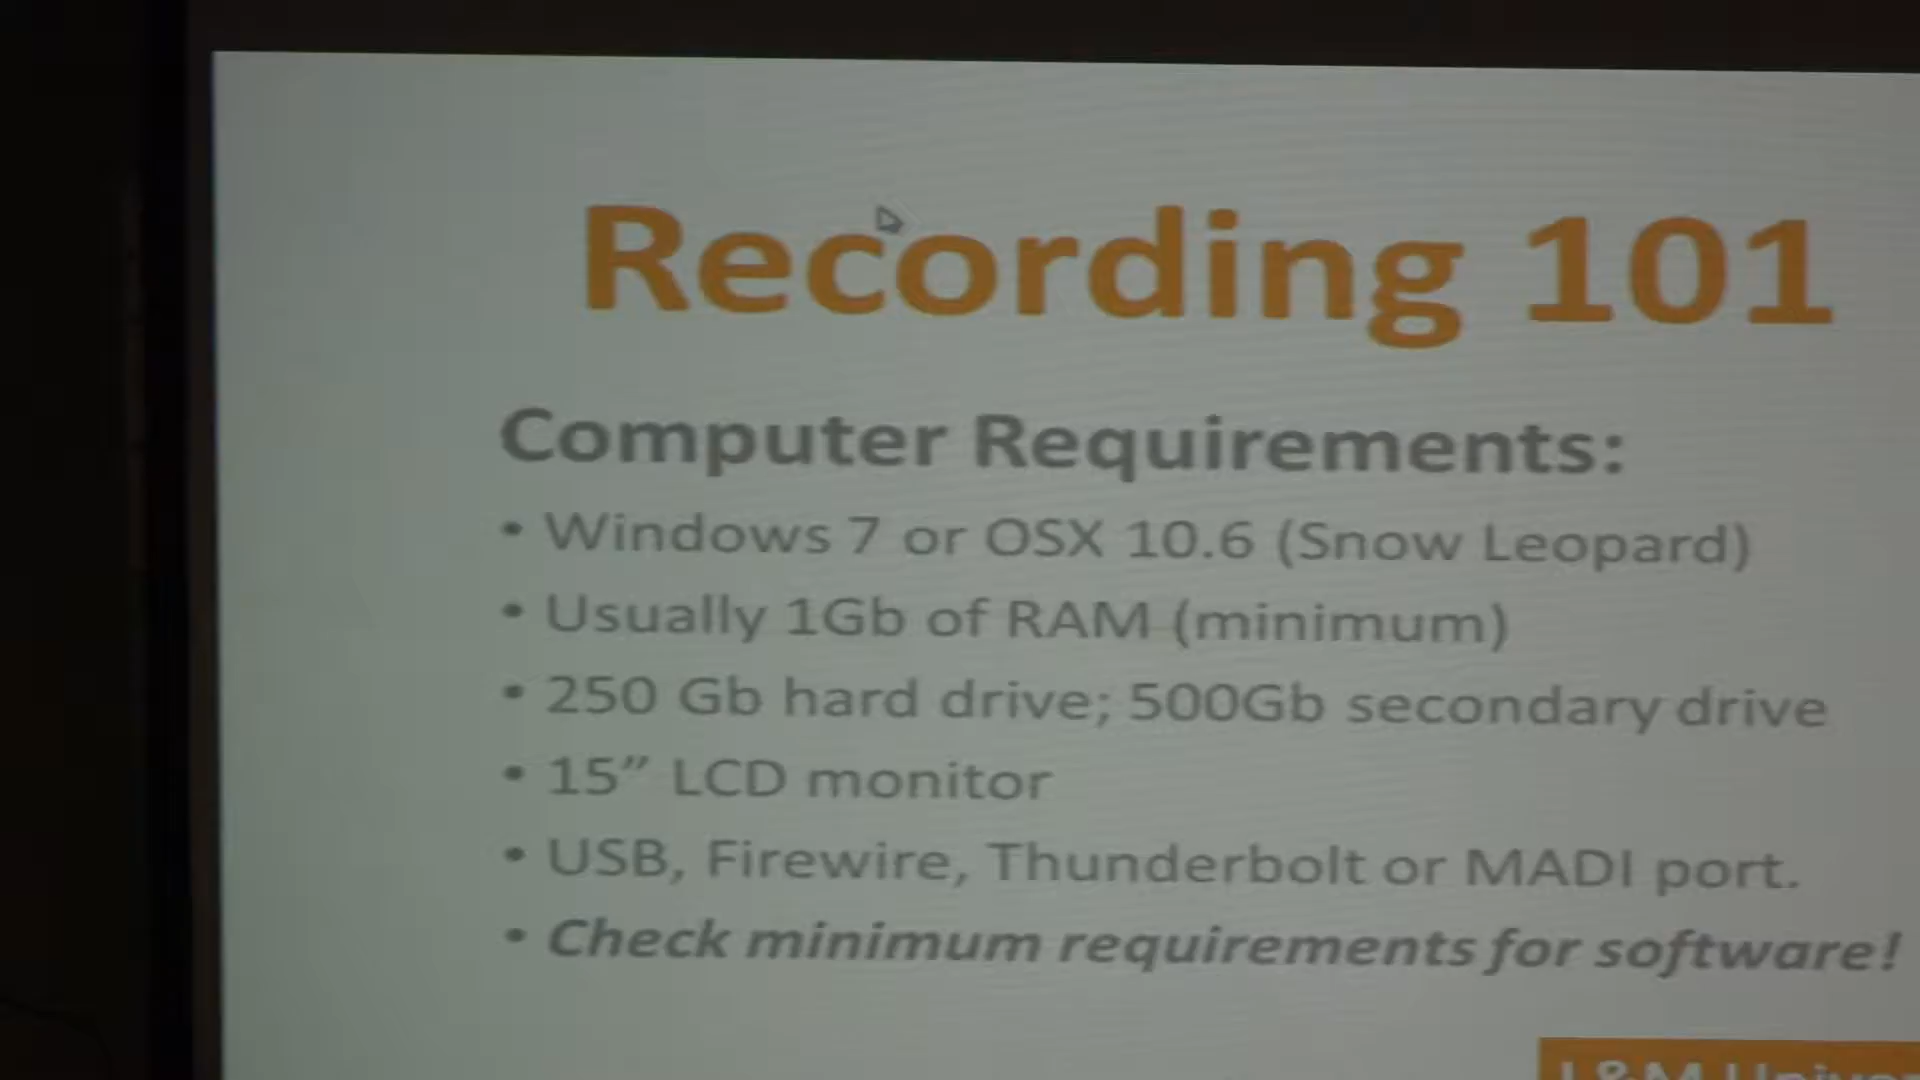 Recording 101
Computer Requirements:
• Windows 7 or OSX 10.6 (Snow Leopard)
• Usually 1Gb of RAM (minimum)
• 250 Gb hard drive; 500Gb secondary drive
• 15” LCD monitor
• USB, Firewire, Thunderbolt or MADI port.
• Check minimum requirements for software!
L&M